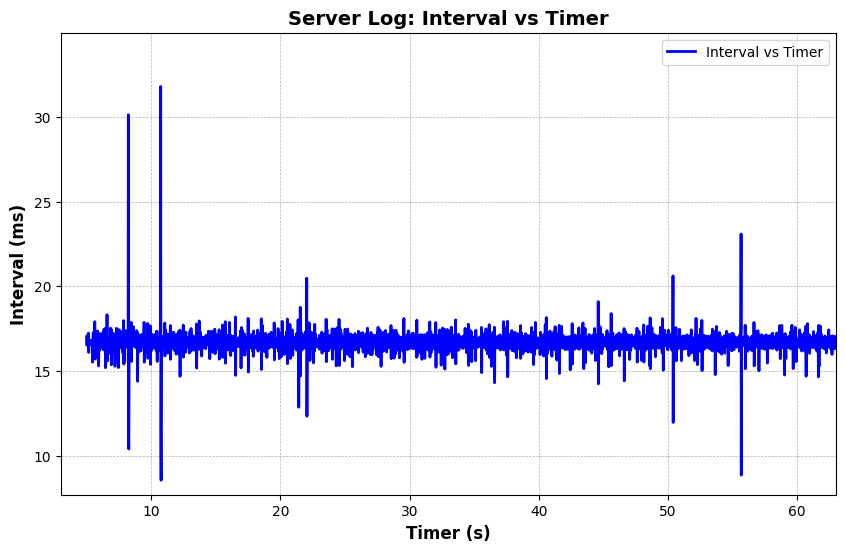 Server Log: Interval vs Timer
Interval vs Timer
30
25
20
15
10
Interval (ms)
10 20 30 40 50 60
Timer (s)